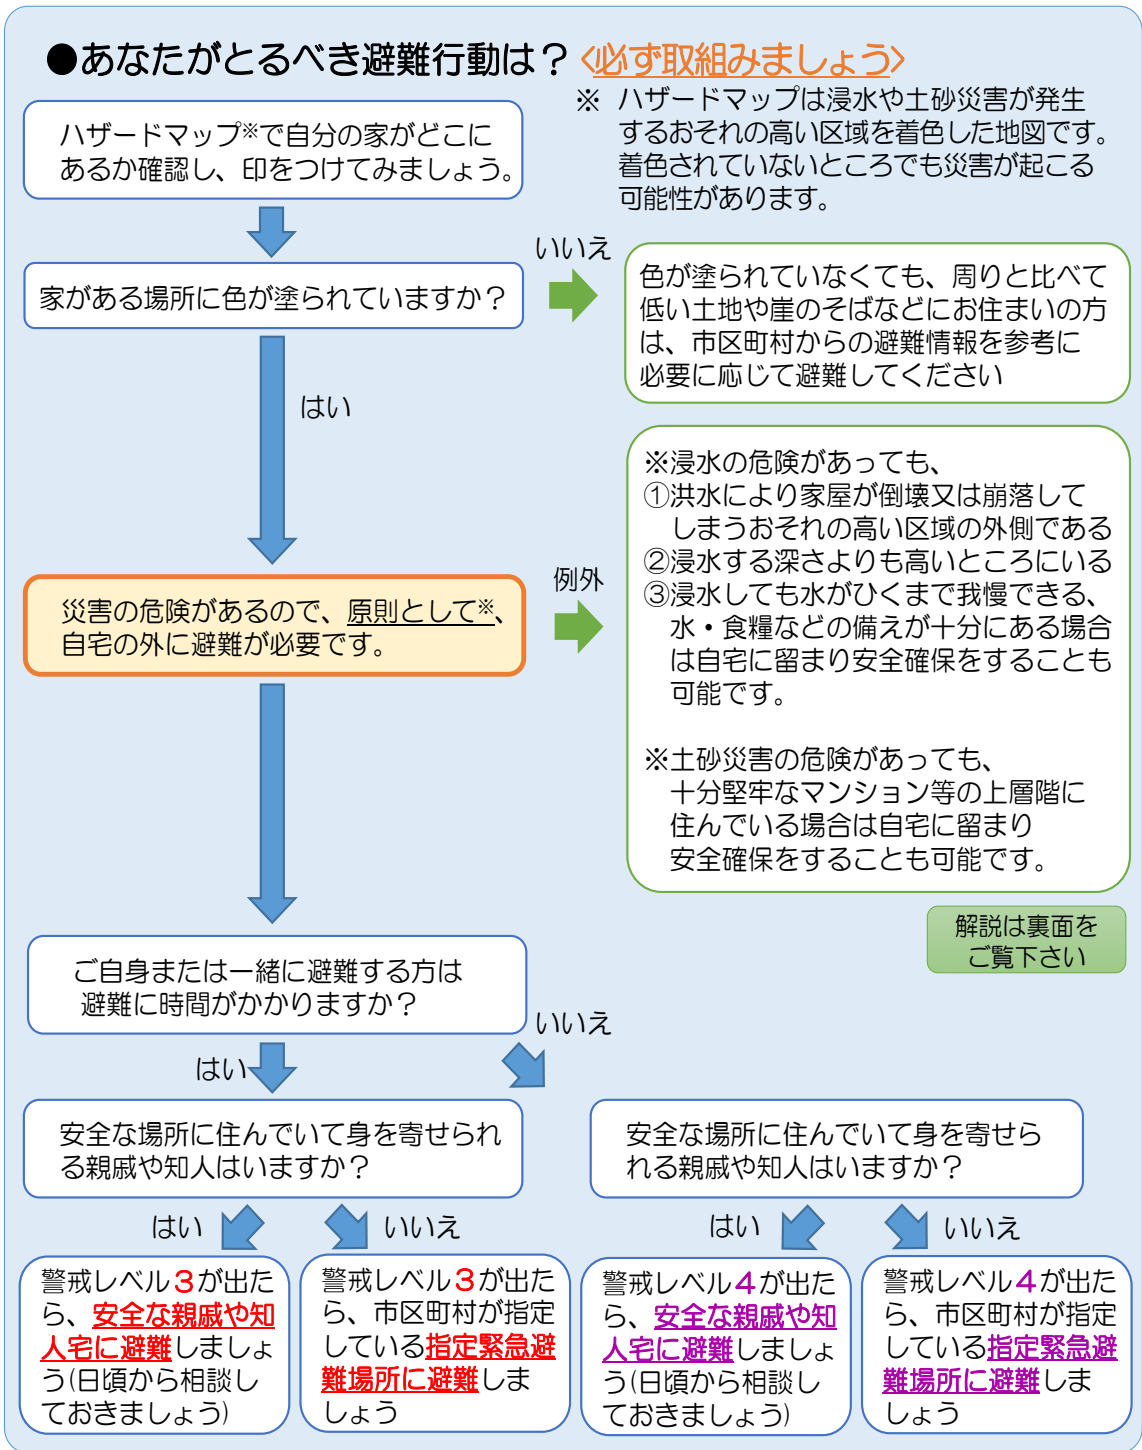 ●あなたがとるべき避難行動は？〈必ず取組みましょう〉
※ ハザードマップは浸水や土砂災害が発生
するおそれの高い区域を着色した地図です。
着色されていないところでも災害が起こる
可能性があります。
ハザードマップ※で自分の家がどこに
あるか確認し、印をつけてみましょう。
家がある場所に色が塗られていますか？
いいえ
色が塗られていなくても、周りと比べて
低い土地や崖のそばなどにお住まいの方
は、市区町村からの避難情報を参考に
必要に応じて避難してください
はい
災害の危険があるので、原則として※、
自宅の外に避難が必要です。
例外
※浸水の危険があっても、
①洪水により家屋が倒壊又は崩落して
しまうおそれの高い区域の外側である
②浸水する深さよりも高いところにいる
③浸水しても水がひくまで我慢できる、
水・食糧などの備えが十分にある場合
は自宅に留まり安全確保をすることも
可能です。
※土砂災害の危険があっても、
十分堅牢なマンション等の上層階に
住んでいる場合は自宅に留まり
安全確保をすることも可能です。
解説は裏面を
ご覧下さい
ご自身または一緒に避難する方は
避難に時間がかかりますか？
はい
いいえ
安全な場所に住んでいて身を寄せられ
る親戚や知人はいますか？
はい
いいえ
警戒レベル３が出た
ら、安全な親戚や知
人宅に避難しましょ
う(日頃から相談し
ておきましょう)
警戒レベル３が出た
ら、市区町村が指定
している指定緊急避
難場所に避難しま
しょう
安全な場所に住んでいて身を寄せら
れる親戚や知人はいますか？
はい
いいえ
警戒レベル４が出た
ら、安全な親戚や知
人宅に避難しましょ
う(日頃から相談し
ておきましょう)
警戒レベル４が出た
ら、市区町村が指定
している指定緊急避
難場所に避難しま
しょう